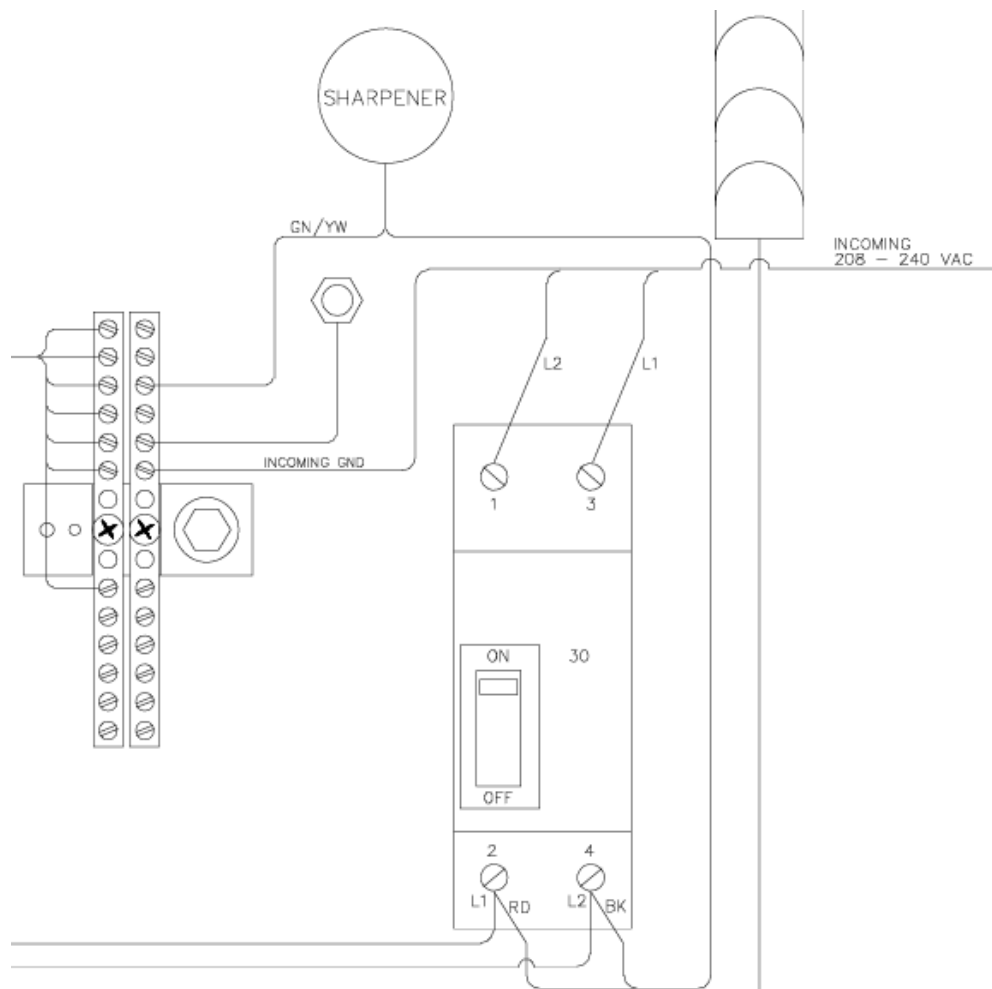 SHARPENER
GN/YW
INCOMING
208 - 240 VAC
L2
L1
INCOMING GND
1
3
ON
30
OFF
2
4
L1
RD
L2
BK